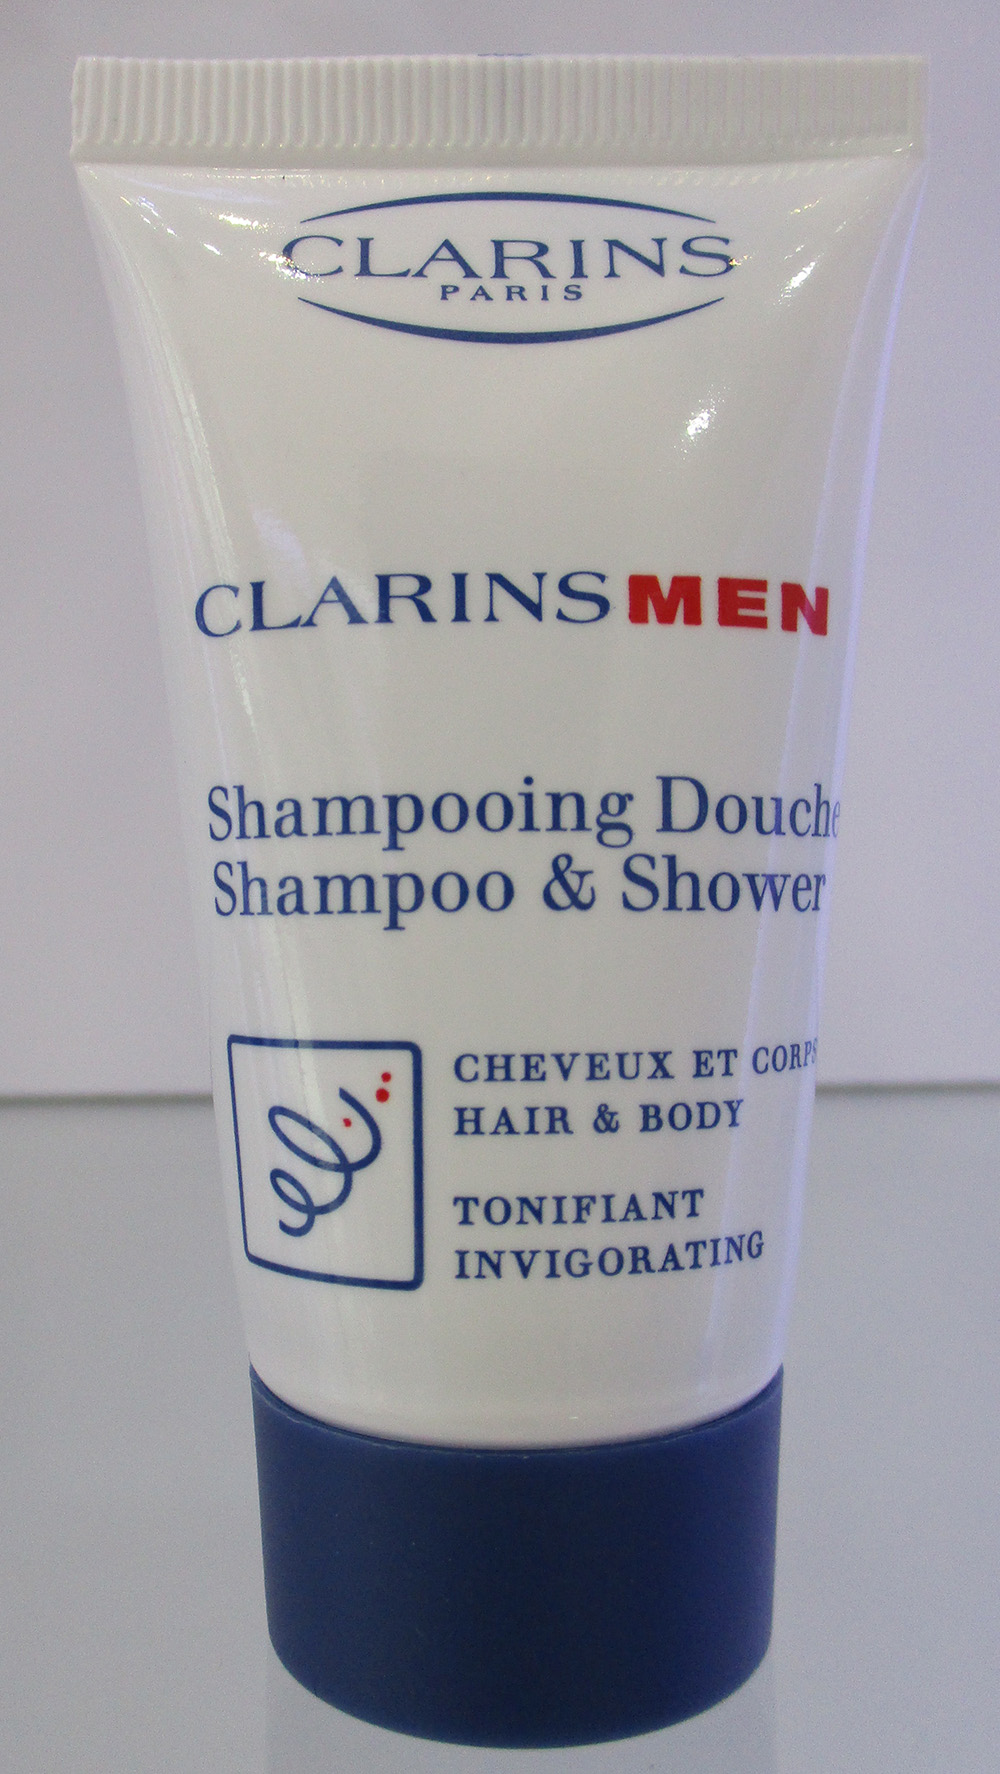 CLARINS
PARIS
CLARINSMEN
Shampooing Douche
Shampoo & Shower
CHEVEUX ET CORPS
HAIR & BODY
TONIFIANT
INVIGORATING